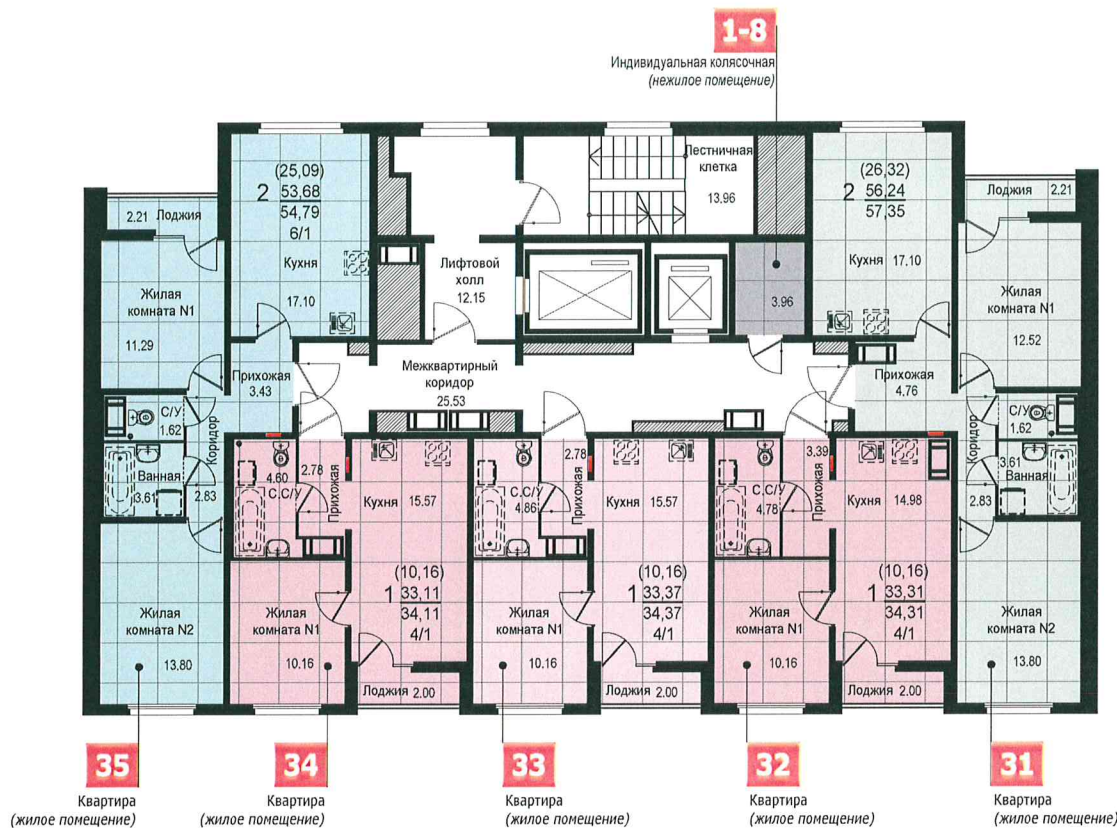 1-8
Индивидуальная колясочная
(нежилое помещение)
(25,09)
2 53,68
54,79
6/1
Кухня
17.10
2.21 Лоджия
Жилая
комната N1
11.29
Прихожая
3.43
С/У
1.62
Ванная
3.61
Коридор
2.83
Жилая
комната N2
13.80
Лифтовой
холл
12.15
Лестничная
клетка
13.96
3.96
Межквартирный
коридор
25.53
(26,32)
2 56,24
57,35
Кухня
17.10
Лоджия 2.21
Жилая
комната N1
12.52
Прихожая
4.76
С/У
1.62
3.61
Ванная
Коридор
2.83
Жилая
комната N2
13.80
4.60
С.С/У
2.78
Прихожая
Кухня 15.57
(10,16)
1 33,11
34,11
4/1
Жилая
комната N1
10.16
Лоджия 2.00
С.С/У
4.86
2.78
Прихожая
Кухня 15.57
(10,16)
1 33,37
34,37
4/1
Жилая
комната N1
10.16
Лоджия 2.00
С.С/У
4.78
3.39
Прихожая
Кухня 14.98
(10,16)
1 33,31
34,31
4/1
Жилая
комната N1
10.16
Лоджия 2.00
35
Квартира
(жилое помещение)
34
Квартира
(жилое помещение)
33
Квартира
(жилое помещение)
32
Квартира
(жилое помещение)
31
Квартира
(жилое помещение)